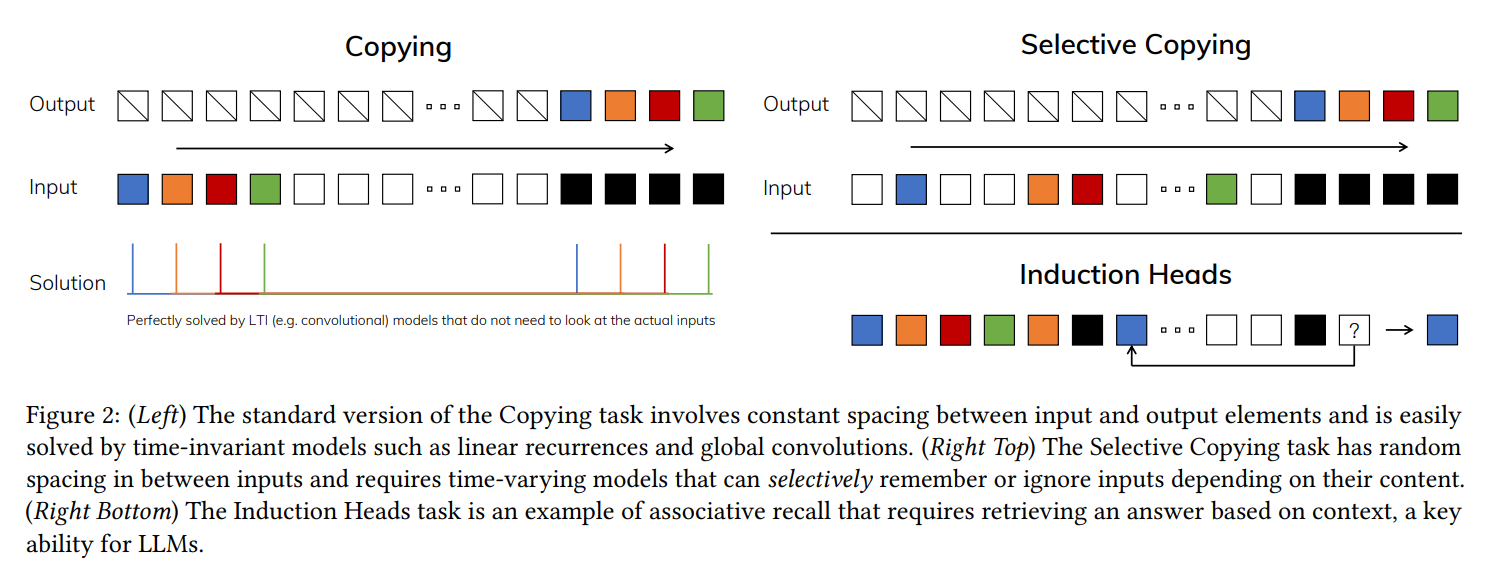 Copying
Output
Input
Solution
Perfectly solved by LTI (e.g. convolutional) models that do not need to look at the actual inputs
Selective Copying
Output
Input
Induction Heads
?
Figure 2: (Left) The standard version of the Copying task involves constant spacing between input and output elements and is easily
solved by time-invariant models such as linear recurrences and global convolutions. (Right Top) The Selective Copying task has random
spacing in between inputs and requires time-varying models that can selectively remember or ignore inputs depending on their content.
(Right Bottom) The Induction Heads task is an example of associative recall that requires retrieving an answer based on context, a key
ability for LLMs.